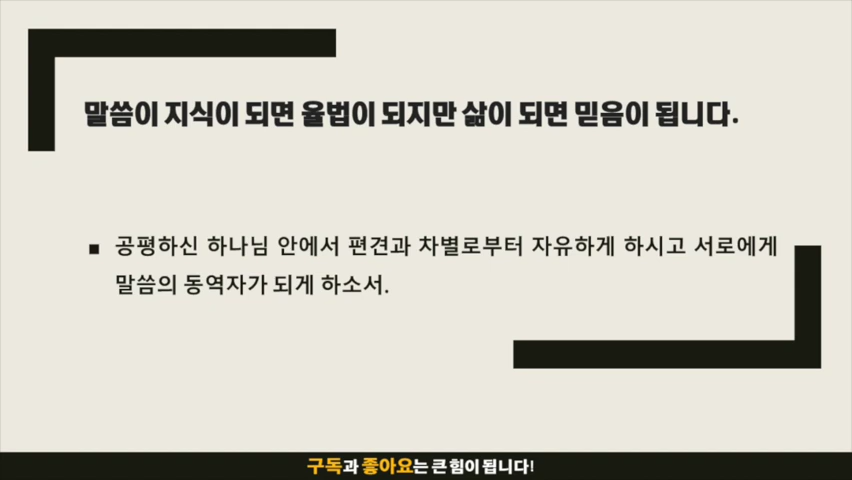 말씀이 지식이 되면 율법이 되지만 삶이 되면 믿음이 됩니다.
■ 공평하신 하나님 안에서 편견과 차별로부터 자유하게 하시고 서로에게
말씀의 동역자가 되게 하소서.
구독과 좋아요는 큰 힘이 됩니다!